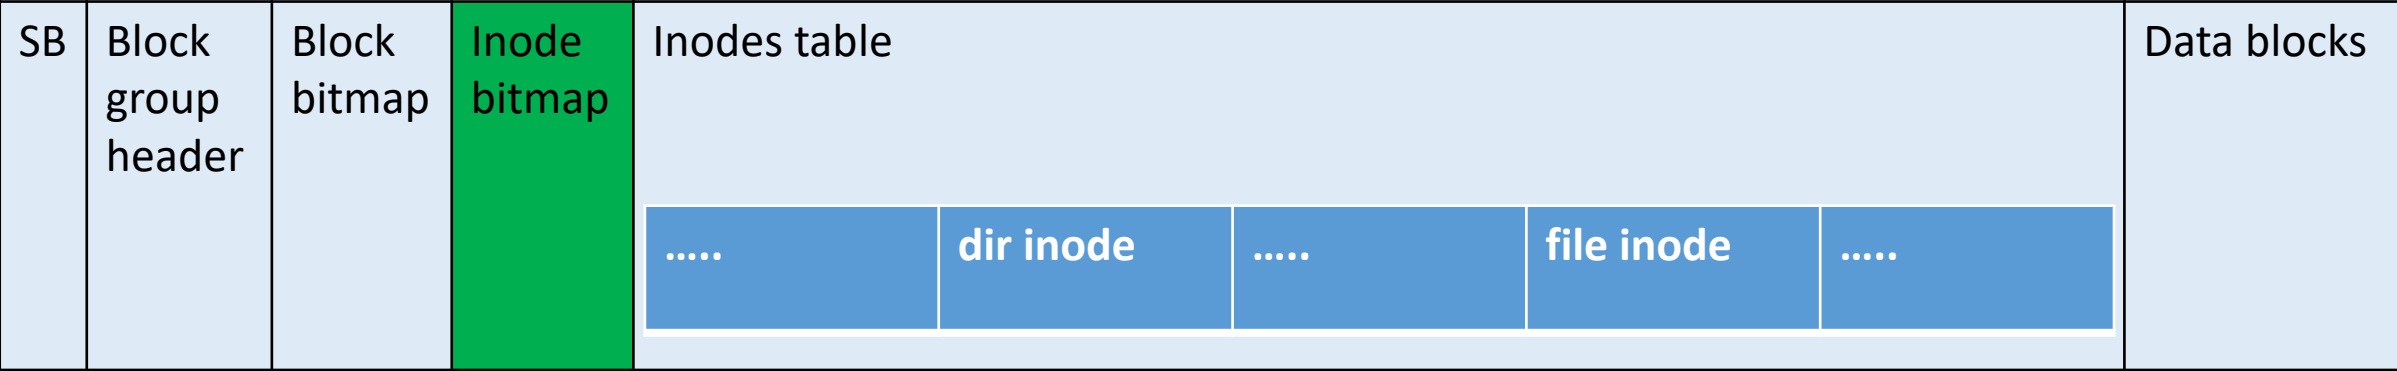 SB
Block
group
header
Block
bitmap
Inode
bitmap
Inodes table
Data blocks
.....
dir inode
.....
file inode
.....